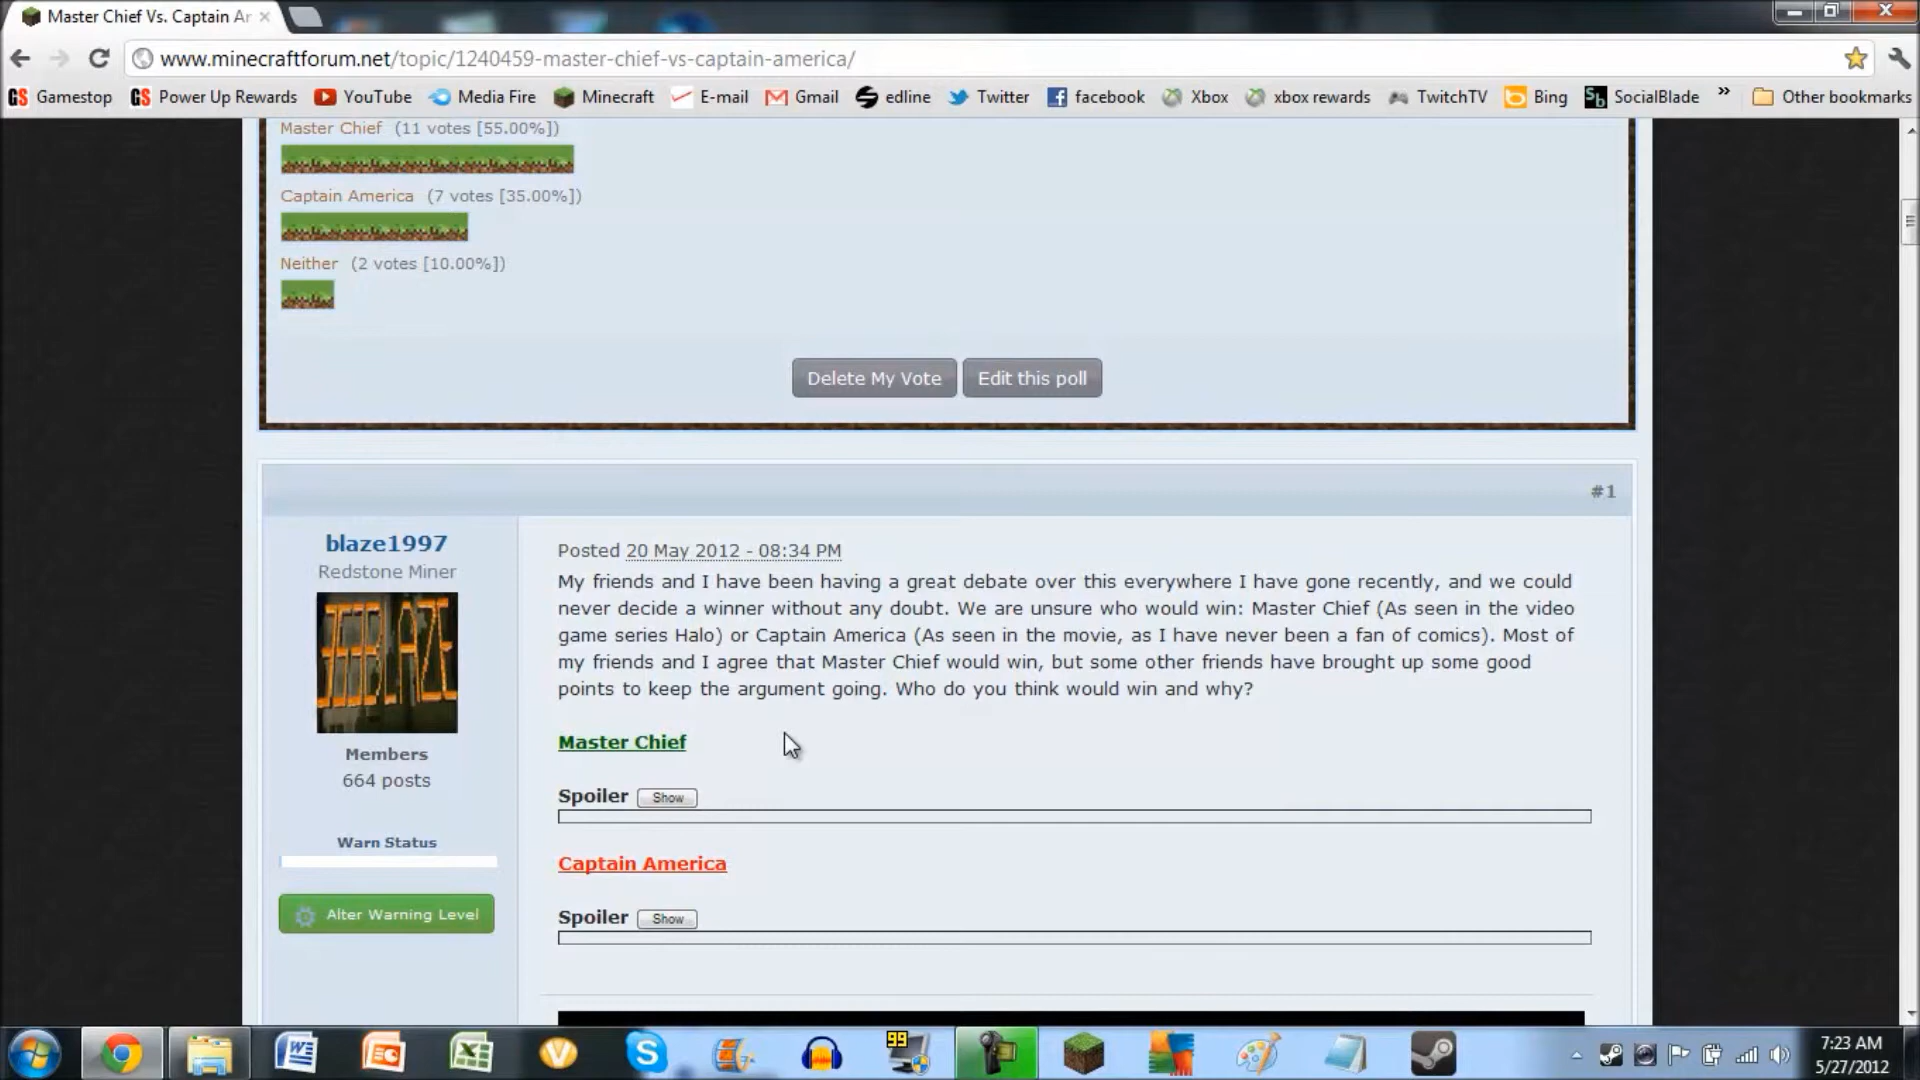 Master Chief Vs. Captain Ar
www.minecraftforum.net/topic/1240459-master-chief-vs-captain-america/
GS Gamestop GS Power Up Rewards YouTube Media Fire Minecraft E-mail Gmail edline Twitter facebook Xbox xbox rewards TwitchTV Bing Sb SocialBlade » Other bookmarks
Master Chief (11 votes [55.00%])
Captain America (7 votes [35.00%])
Neither (2 votes [10.00%])
Delete My Vote Edit this poll
#1
blaze1997
Redstone Miner
BLAZE
Members
664 posts
Warn Status
Alter Warning Level
Posted 20 May 2012 - 08:34 PM
My friends and I have been having a great debate over this everywhere I have gone recently, and we could
never decide a winner without any doubt. We are unsure who would win: Master Chief (As seen in the video
game series Halo) or Captain America (As seen in the movie, as I have never been a fan of comics). Most of
my friends and I agree that Master Chief would win, but some other friends have brought up some good
points to keep the argument going. Who do you think would win and why?
Master Chief
Spoiler Show
Captain America
Spoiler Show
99
7:23 AM
5/27/2012